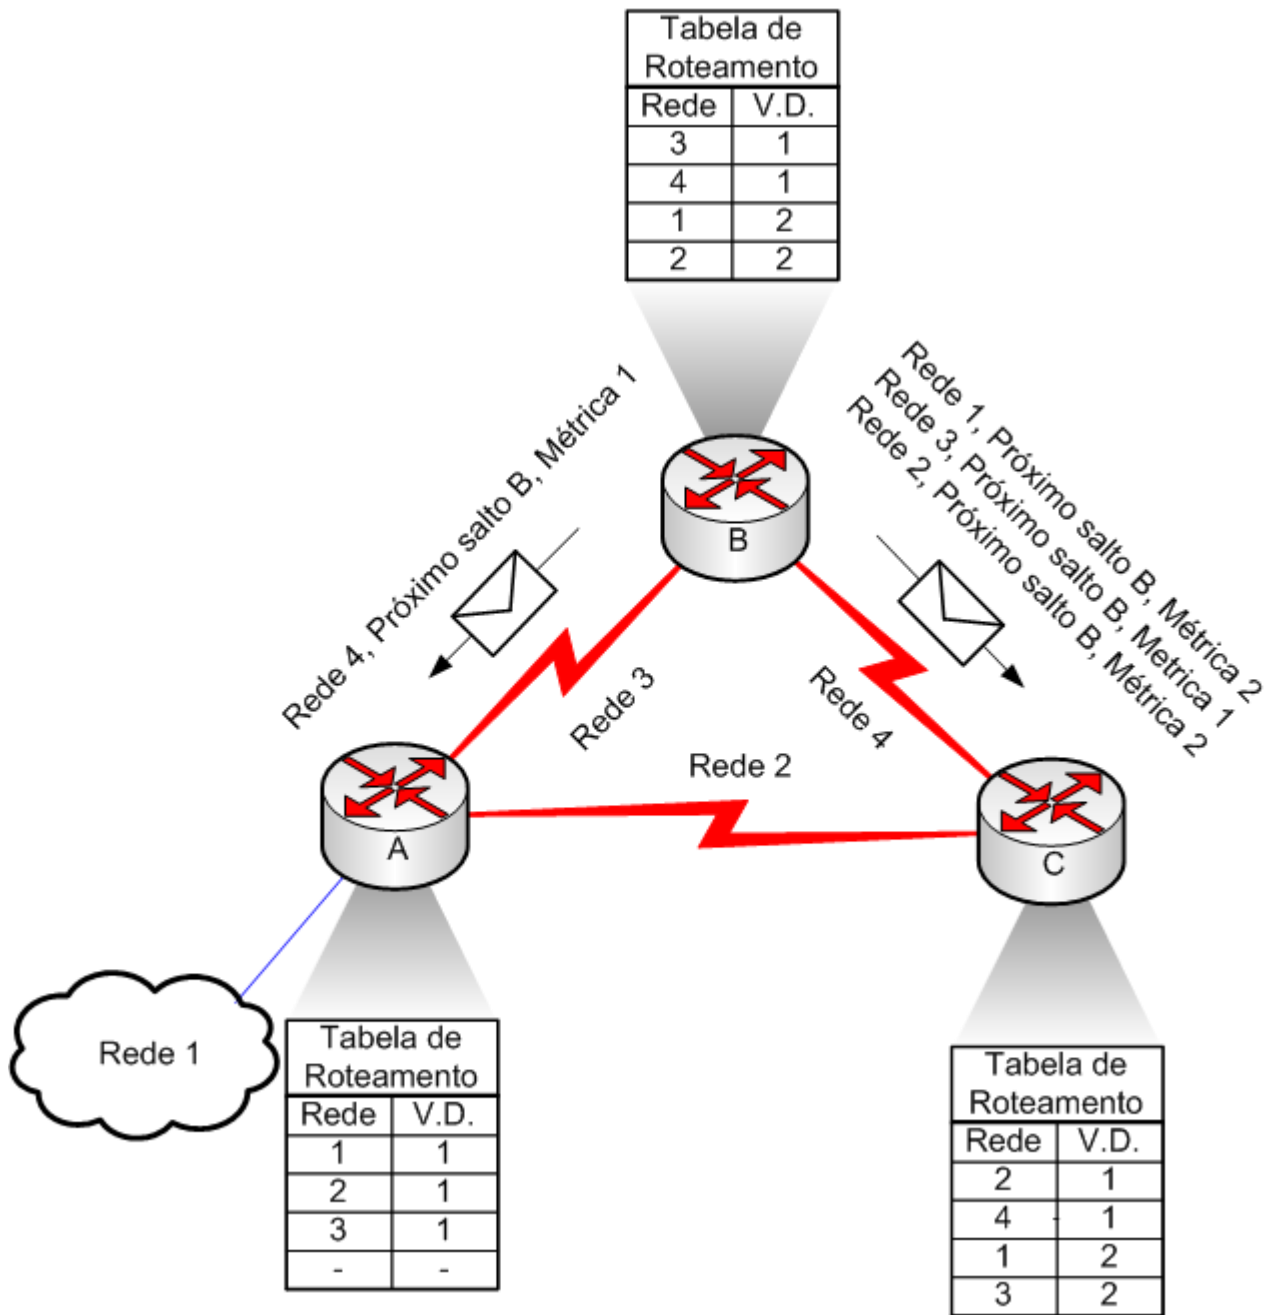 Tabela de
Roteamento
Rede V.D.
3 1
4 1
1 2
2 2
Rede 4, Próximo salto B, Métrica 1
Rede 1, Próximo salto B, Métrica 2
Rede 3, Próximo salto B, Metrica 1
Rede 2, Próximo salto B, Métrica 2
B
Rede 3
Rede 4
Rede 2
A
C
Rede 1
Tabela de
Roteamento
Rede V.D.
1 1
2 1
3 1
- -
Tabela de
Roteamento
Rede V.D.
2 1
4 - 1
1 2
3 2